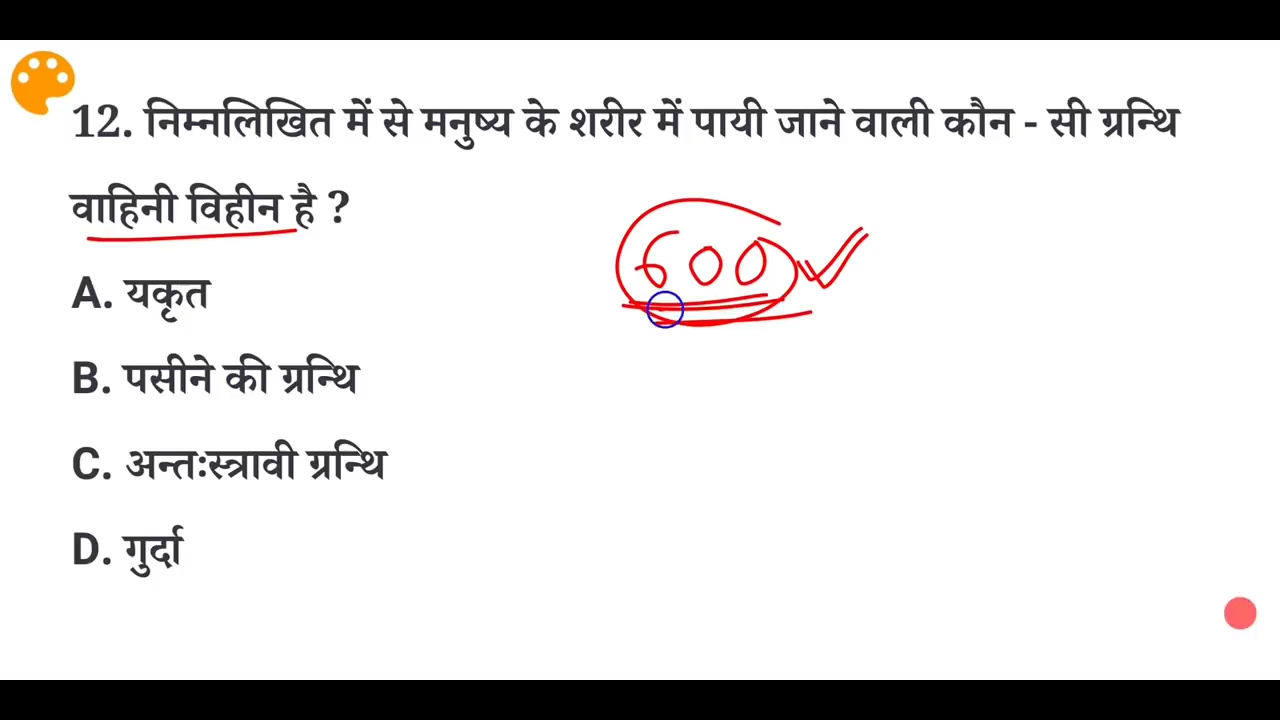 12. निम्नलिखित में से मनुष्य के शरीर में पायी जाने वाली कौन - सी ग्रन्थि
वाहिनी विहीन है ?
600
A. यकृत
B. पसीने की ग्रन्थि
C. अन्तःस्त्रावी ग्रन्थि
D. गुर्दा